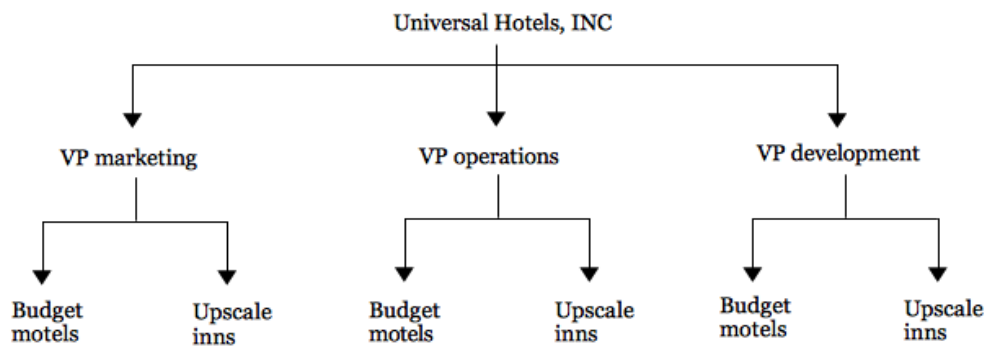 Universal Hotels, INC
VP marketing
VP operations
VP development
Budget
motels
Upscale
inns
Budget
motels
Upscale
inns
Budget
motels
Upscale
inns